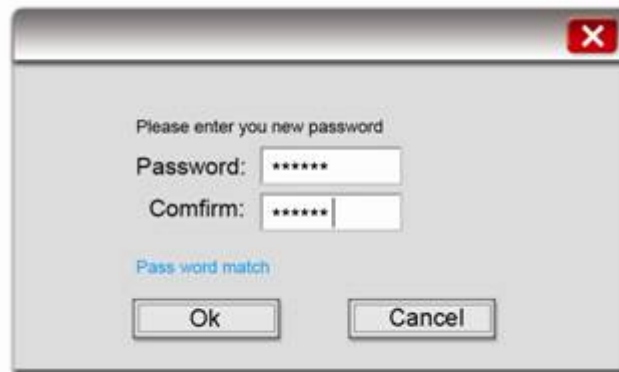 Please enter you new password
Password: ******
Comfirm: ******
Pass word match
Ok Cancel